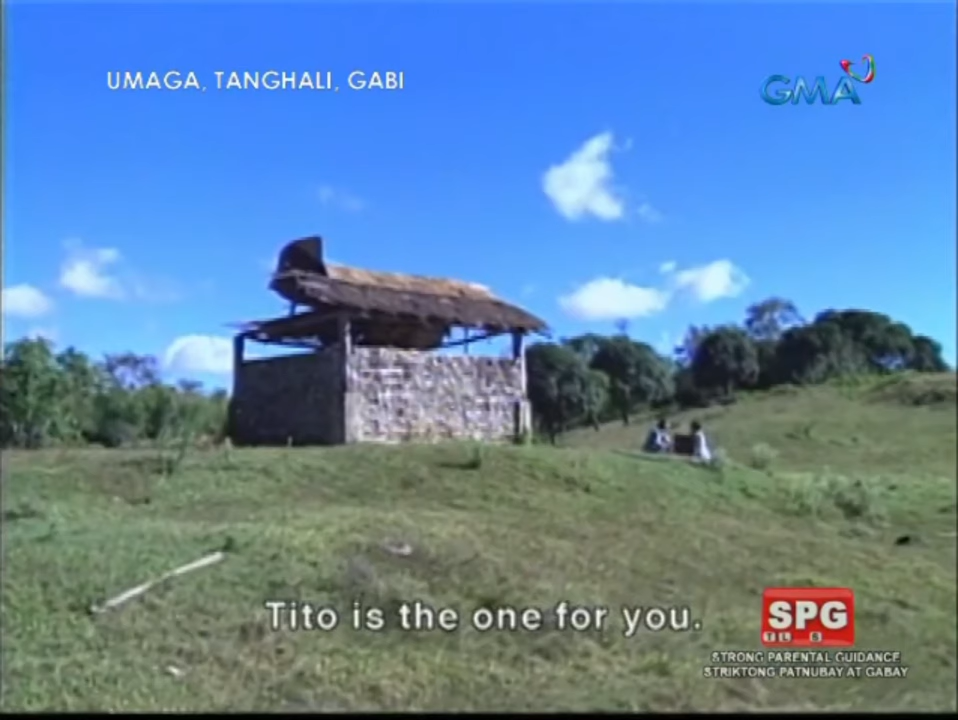 UMAGA, TANGHALI, GABI
GMA
Tito is the one for you.
SPG
TL S
STRONG PARENTAL GUIDANCE
STRIKTONG PATNUBAY AT GABAY